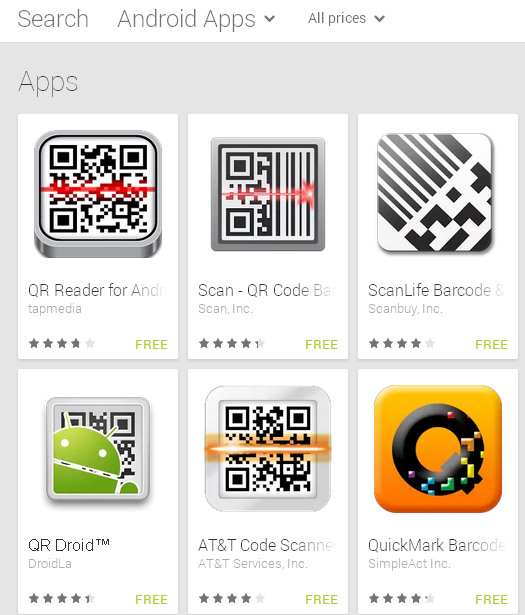 Search Android Apps All prices
Apps
QR Reader for Andr
tapmedia
FREE
Scan - QR Code Bar
Scan, Inc.
FREE
ScanLife Barcode &
Scanbuy, Inc.
FREE
QR Droid™
DroidLa
FREE
AT&T Code Scanner
AT&T Services, Inc.
FREE
QuickMark Barcode
SimpleAct Inc.
FREE